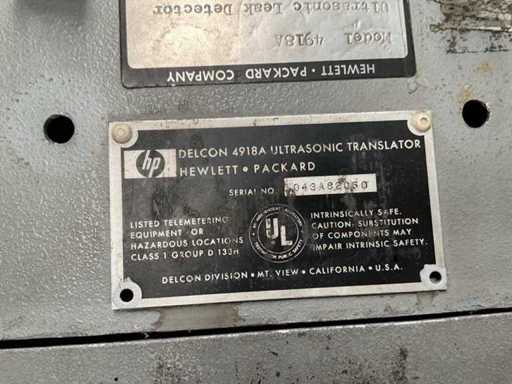 Ultrasonic Leak Detector
Model 4918A
HEWLETT • PACKARD COMPANY
hp
DELCON 4918A ULTRASONIC TRANSLATOR
HEWLETT • PACKARD
SERIAL NO.
LISTED TELEMETERING
EQUIPMENT FOR
HAZARDOUS LOCATIONS
CLASS 1 GROUP D 133H
UL
INTRINSICALLY SAFE.
CAUTION: SUBSTITUTION
OF COMPONENTS MAY
IMPAIR INTRINSIC SAFETY.
DELCON DIVISION • MT. VIEW • CALIFORNIA • U.S.A.